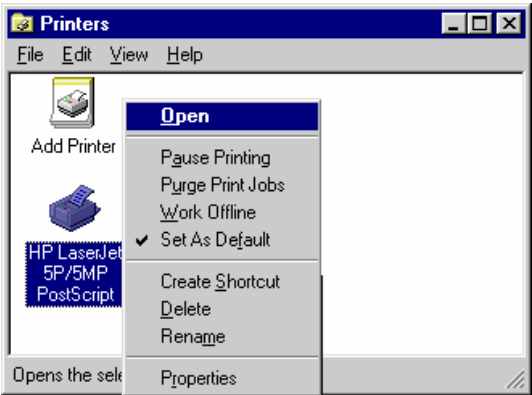 Printers
File Edit View Help
Add Printer
HP LaserJet
5P/5MP
PostScript
Open
Pause Printing
Purge Print Jobs
Work Offline
Set As Default
Create Shortcut
Delete
Rename
Properties
Opens the sele